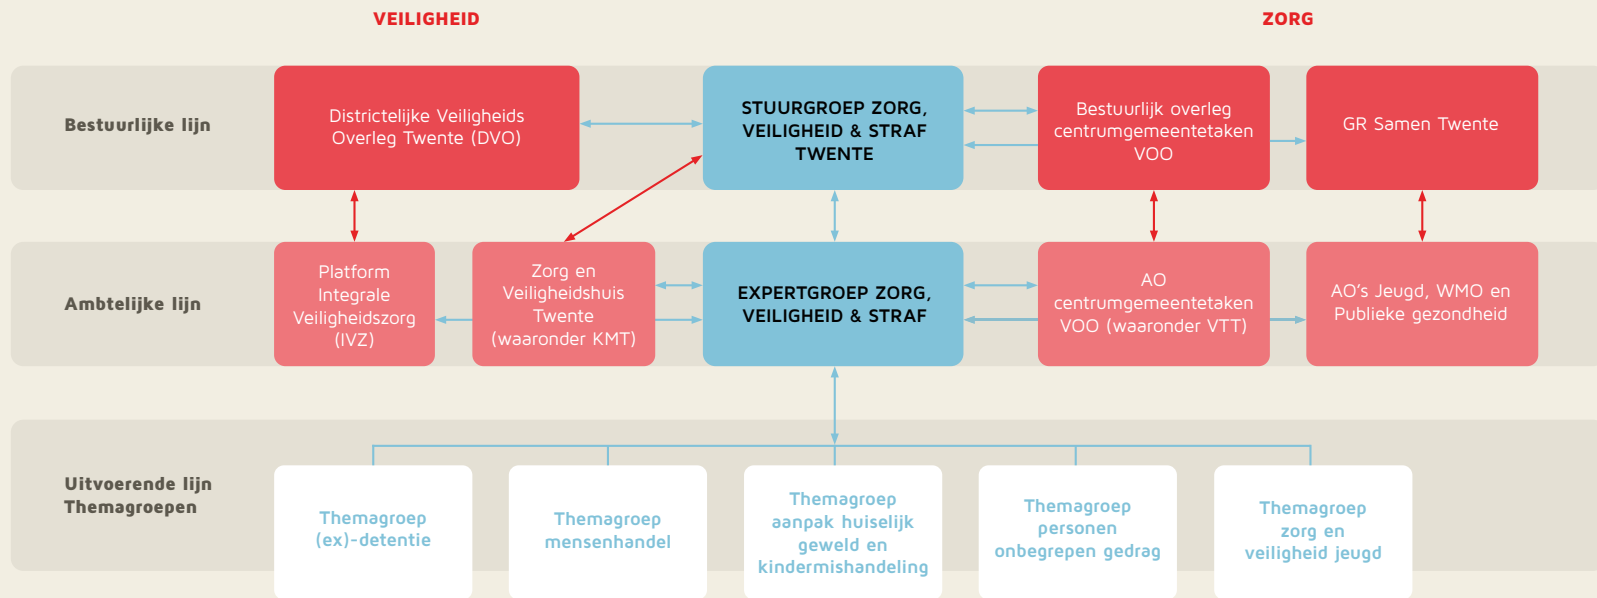 VEILIGHEID
ZORG
Bestuurlijke lijn
Districtelijke Veiligheids
Overleg Twente (DVO)
STUURGROEP ZORG,
VEILIGHEID & STRAF
TWENTE
Bestuurlijk overleg
centrumgemeentetaken
VOO
GR Samen Twente
Ambtelijke lijn
Platform
Integrale
Veiligheidszorg
(IVZ)
Zorg en
Veiligheidshuis
Twente
(waaronder KMT)
EXPERTGROEP ZORG,
VEILIGHEID & STRAF
AO
centrumgemeentetaken
VOO (waaronder VTT)
AO's Jeugd, WMO en
Publieke gezondheid
Uitvoerende lijn
Themagroepen
Themagroep
(ex)-detentie
Themagroep
mensenhandel
Themagroep
aanpak huiselijk
geweld en
kindermishandeling
Themagroep
personen
onbegrepen gedrag
Themagroep
zorg en
veiligheid jeugd